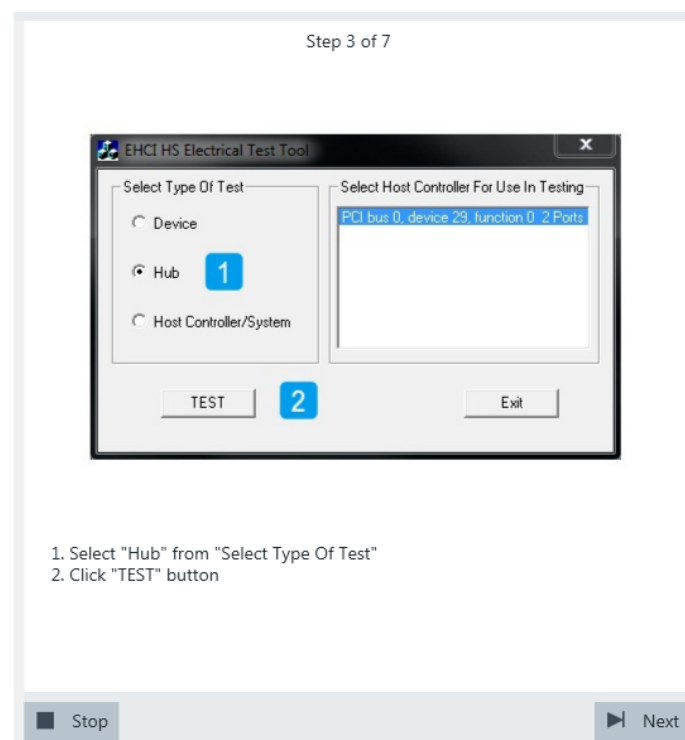 Step 3 of 7
EHCI HS Electrical Test Tool
x
Select Type Of Test
Device
Hub
1
Host Controller/System
Select Host Controller For Use In Testing
PCI bus 0, device 29, function 0 2 Ports
TEST
2
Exit
1. Select "Hub" from "Select Type Of Test"
2. Click "TEST" button
Stop
Next